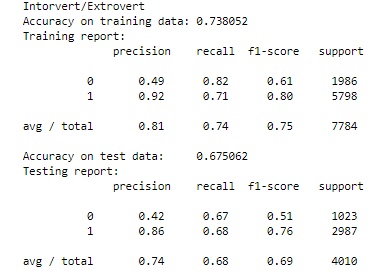 Intorvert/Extrovert
Accuracy on training data: 0.738052
Training report:
precision recall f1-score support
0 0.49 0.82 0.61 1986
1 0.92 0.71 0.80 5798
avg / total 0.81 0.74 0.75 7784
Accuracy on test data: 0.675062
Testing report:
precision recall f1-score support
0 0.42 0.67 0.51 1023
1 0.86 0.68 0.76 2987
avg / total 0.74 0.68 0.69 4010